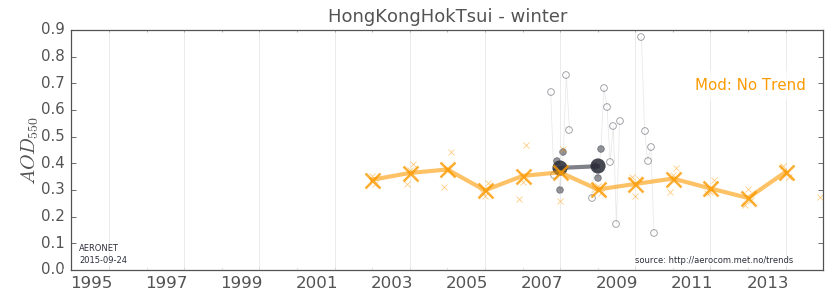 HongKongHokTsui - winter
0.9
0.8
0.7
0.6
0.5
0.4
0.3
0.2
0.1
0.0
AOD550
Mod: No Trend
AERONET
2015-09-24
source: http://aerocom.met.no/trends
1995 1997 1999 2001 2003 2005 2007 2009 2011 2013